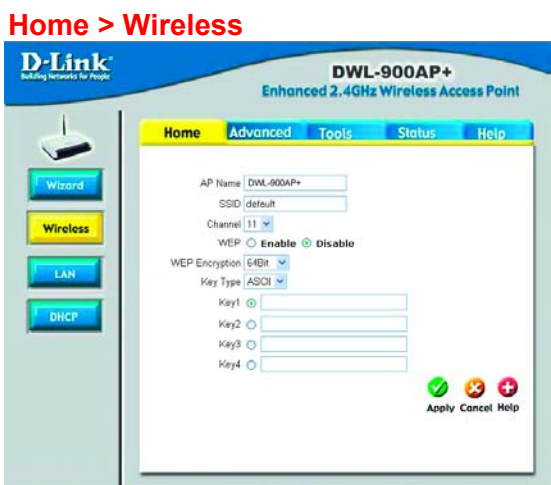 Home > Wireless
D-Link
Building Networks for People
DWL-900AP+
Enhanced 2.4GHz Wireless Access Point
Home Advanced Tools Status Help
Wizard
Wireless
LAN
DHCP
AP Name DWL-900AP+
SSID default
Channel 11
WEP Enable Disable
WEP Encryption 64Bit
Key Type ASCII
Key1
Key2
Key3
Key4
Apply Cancel Help